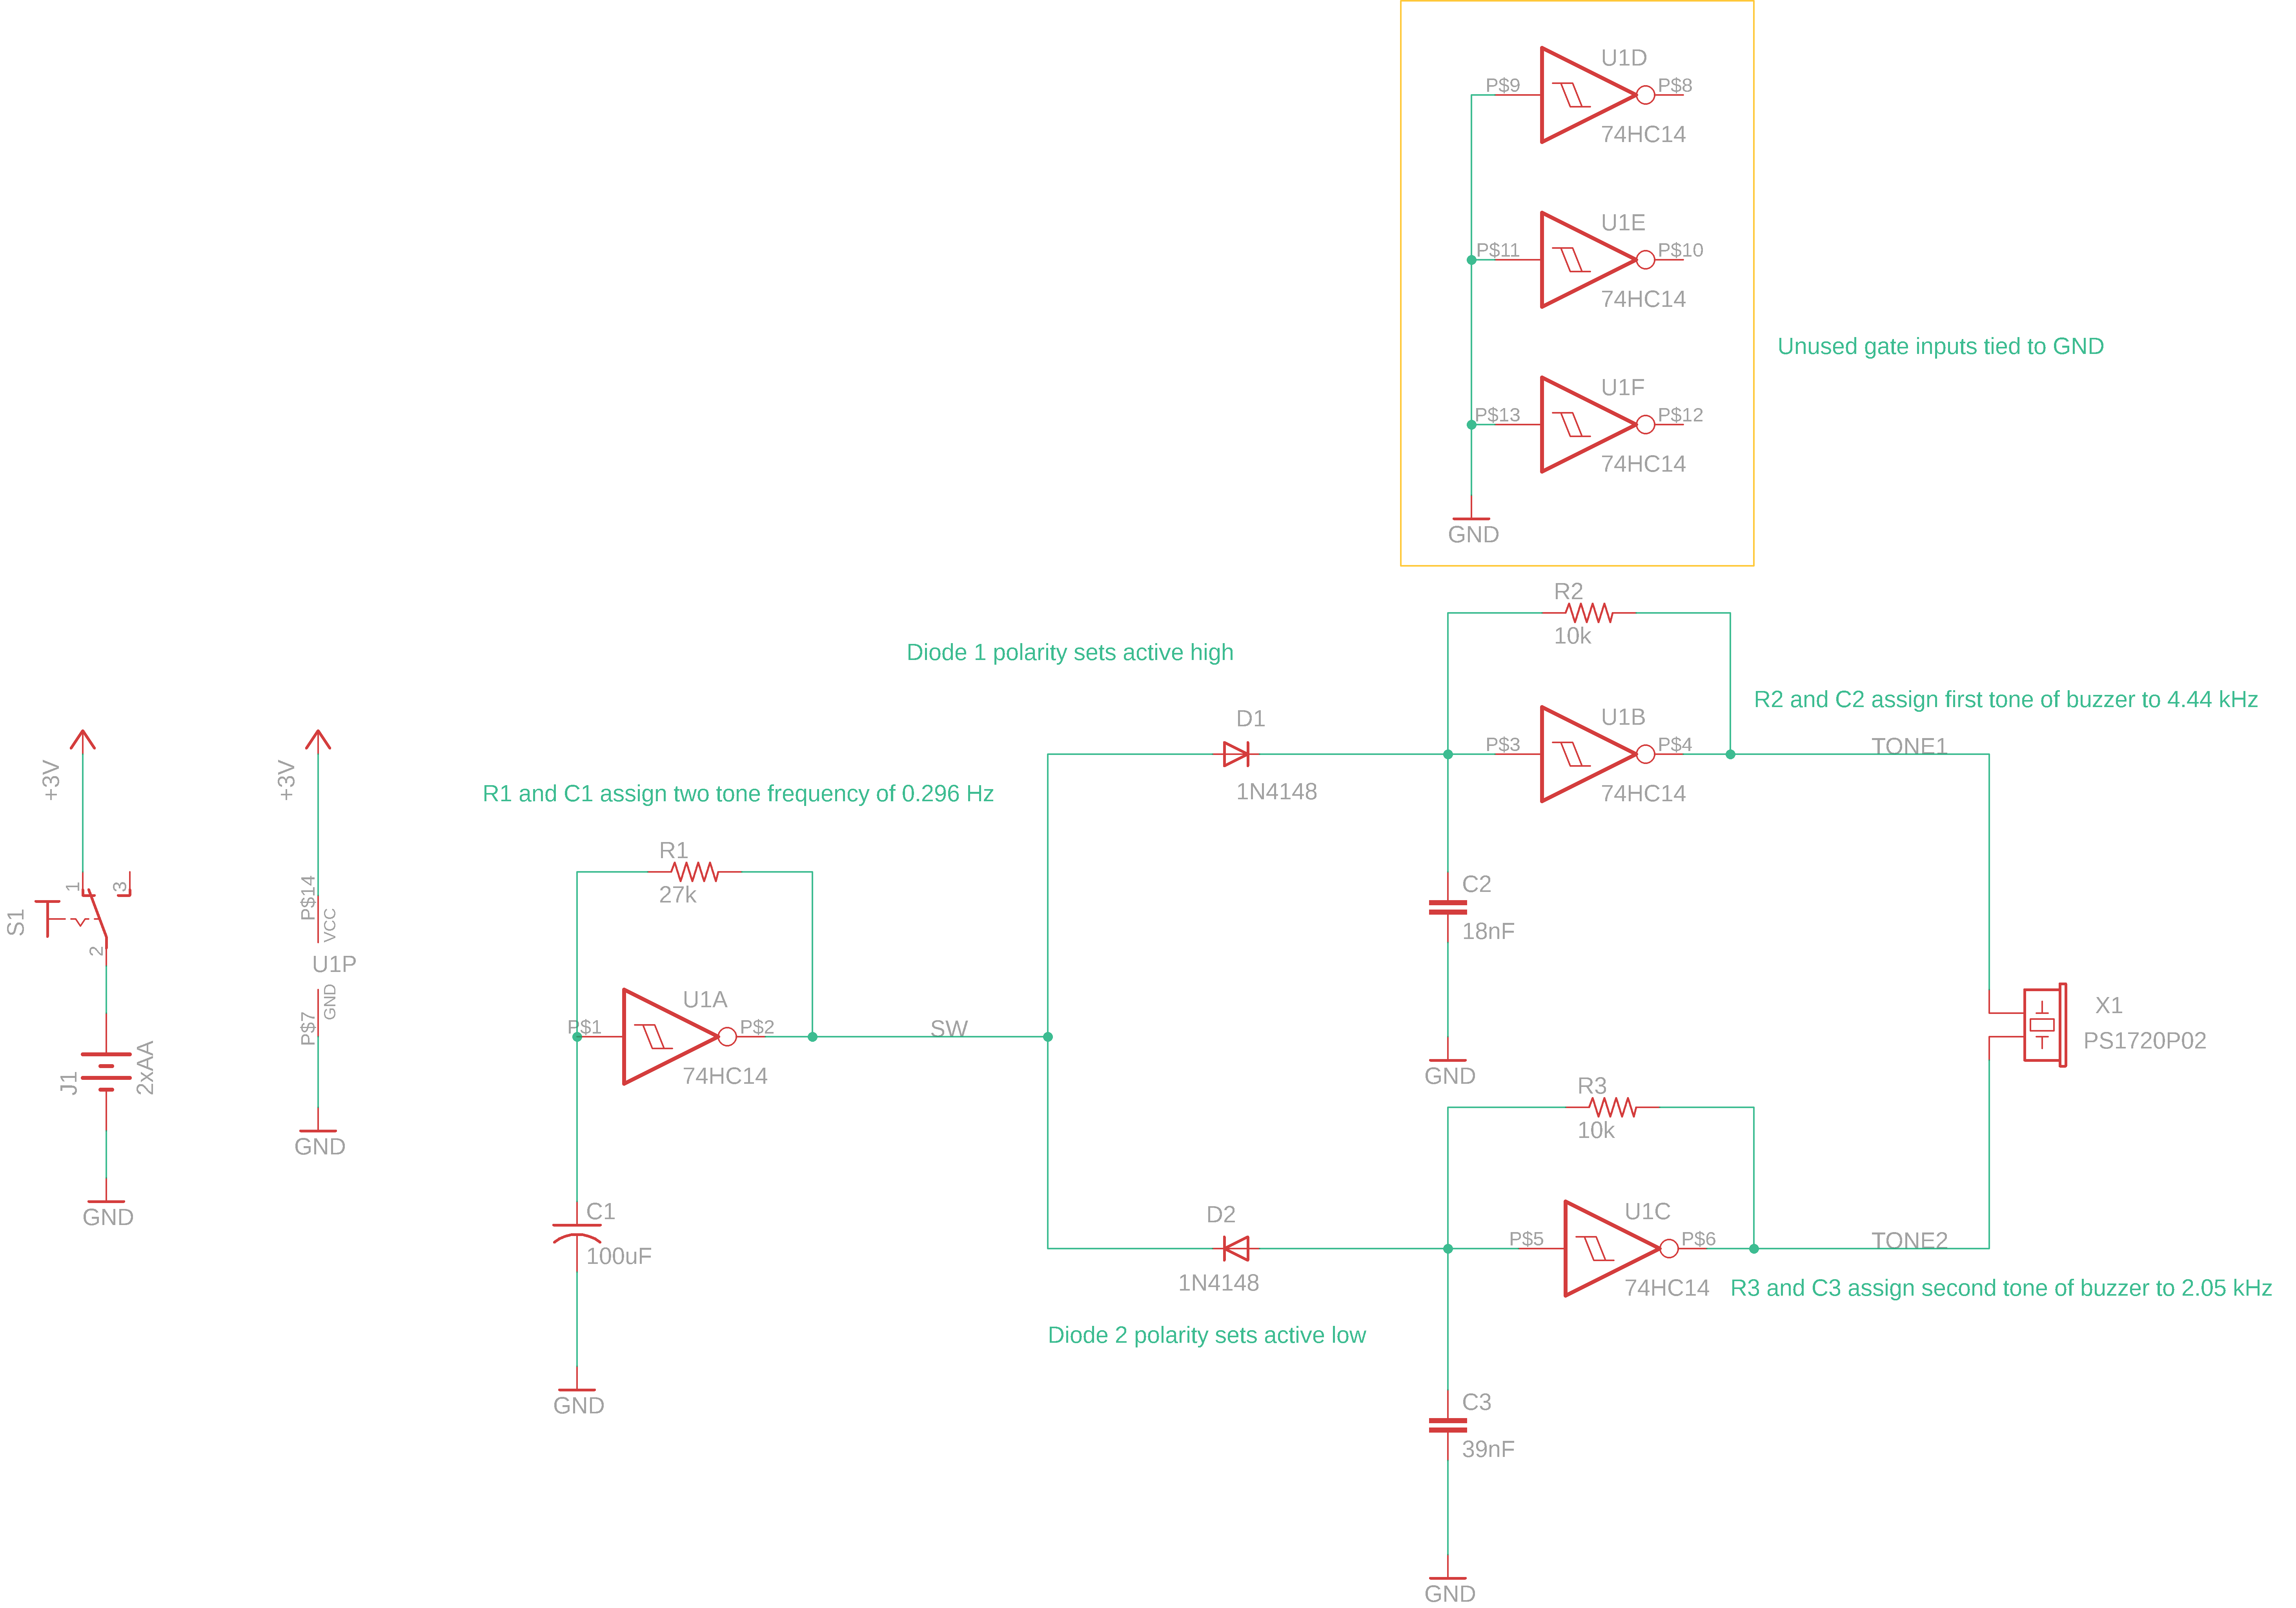 U1D
P$9
P$8
74HC14
U1E
P$11
P$10
74HC14
Unused gate inputs tied to GND
U1F
P$13
P$12
74HC14
GND
R2
10k
Diode 1 polarity sets active high
R2 and C2 assign first tone of buzzer to 4.44 kHz
D1
1N4148
U1B
P$3
P$4
74HC14
TONE1
+3V
+3V
R1 and C1 assign two tone frequency of 0.296 Hz
R1
27k
S1
1
3
2
P$14
VCC
U1P
GND
P$7
GND
J1
2xAA
GND
U1A
P$1
P$2
74HC14
SW
C2
18nF
GND
X1
PS1720P02
R3
10k
C1
100uF
GND
D2
1N4148
U1C
P$5
P$6
74HC14
TONE2
R3 and C3 assign second tone of buzzer to 2.05 kHz
Diode 2 polarity sets active low
C3
39nF
GND